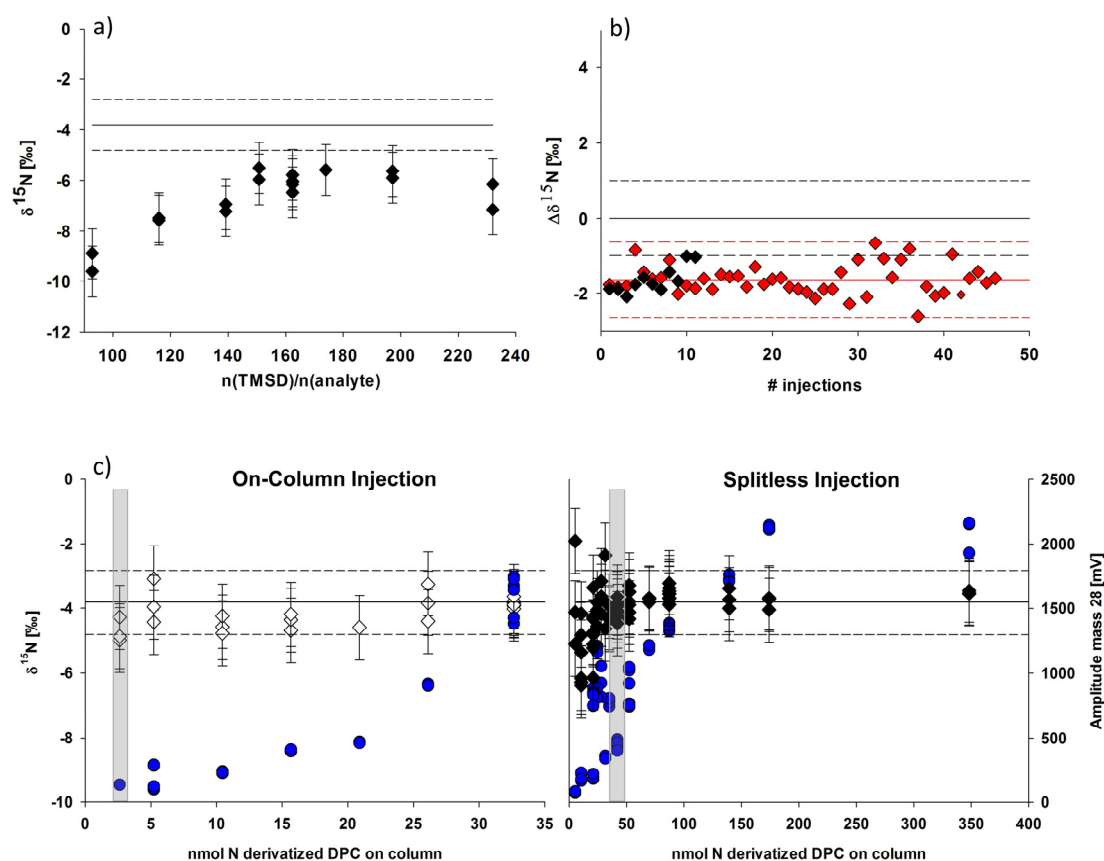 a)
0
-2
-4
-6
-8
-10
-12
δ15N [‰]
100 120 140 160 180 200 220 240
n(TMSD)/n(analyte)
b)
4
2
0
-2
Δδ15N [‰]
0 10 20 30 40 50
# injections
c)
On-Column Injection
0
-2
-4
-6
-8
-10
δ15N [‰]
0 5 10 15 20 25 30 35
nmol N derivatized DPC on column
Splitless Injection
2500
2000
1500
1000
500
0
Amplitude mass 28 [mV]
0 50 100 150 200 250 300 350 400
nmol N derivatized DPC on column